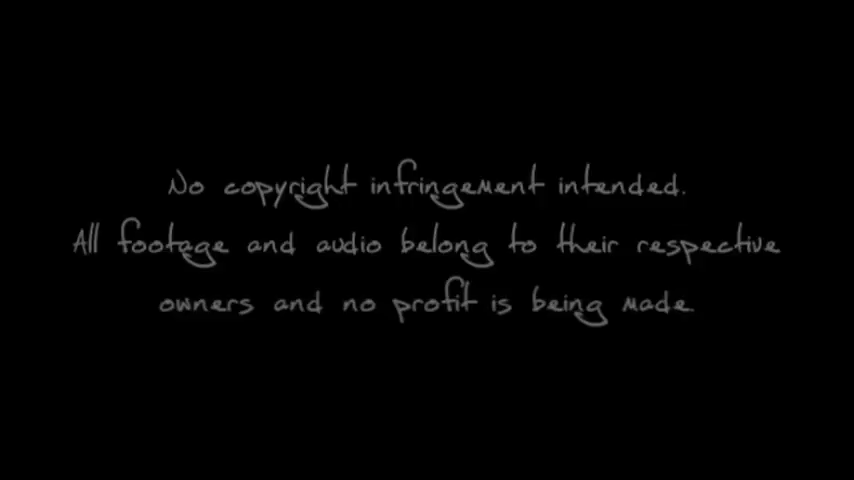 No copyright infringement intended.
All footage and audio belong to their respective
owners and no profit is being made.